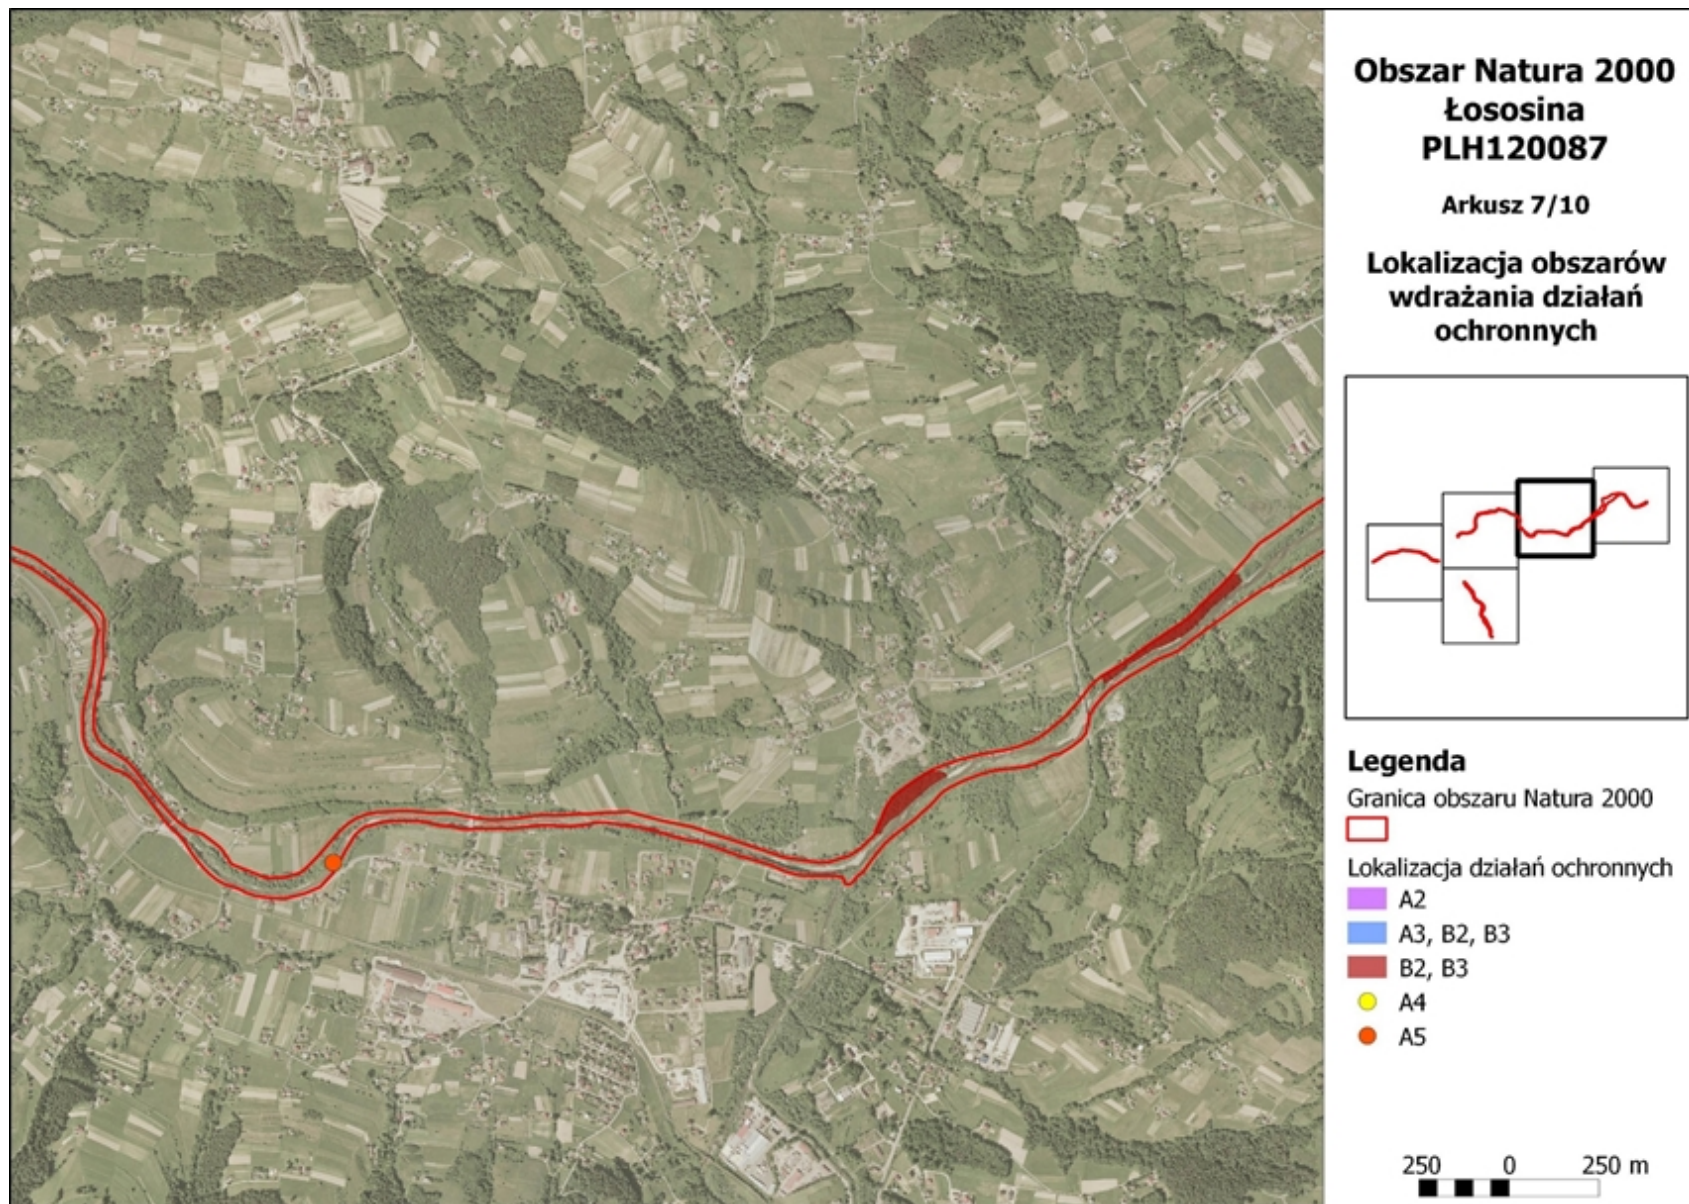 Obszar Natura 2000
Łososina
PLH120087
Arkusz 7/10
Lokalizacja obszarów
wdrażania działań
ochronnych
Legenda
Granica obszaru Natura 2000
Lokalizacja działań ochronnych
A2
A3, B2, B3
B2, B3
A4
A5
250 0 250 m